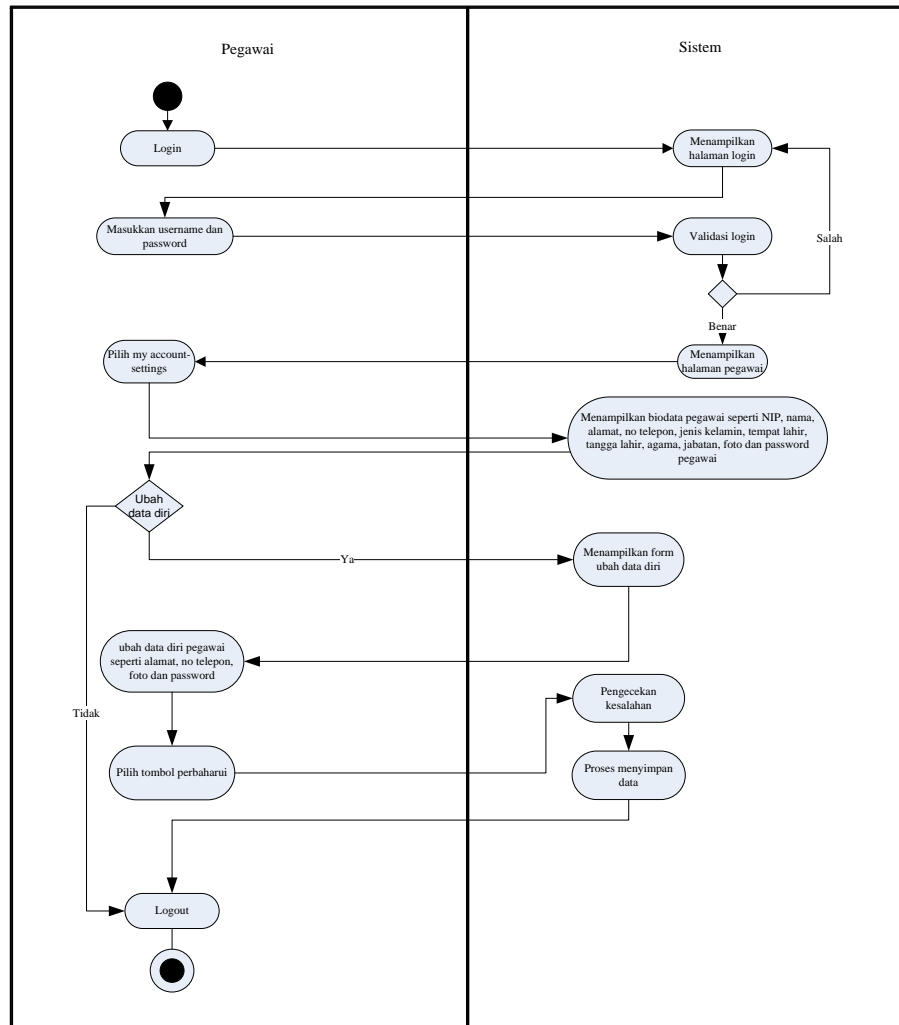 Pegawai
Sistem
Login
Menampilkan
halaman login
Masukkan username dan
password
Validasi login
Salah
Benar
Pilih my account-
settings
Menampilkan
halaman pegawai
Menampilkan biodata pegawai seperti NIP, nama,
alamat, no telepon, jenis kelamin, tempat lahir,
tangga lahir, agama, jabatan, foto dan password
pegawai
Ubah
data diri
Ya
Menampilkan form
ubah data diri
ubah data diri pegawai
seperti alamat, no telepon,
foto dan password
Pengecekan
kesalahan
Tidak
Pilih tombol perbaharui
Proses menyimpan
data
Logout